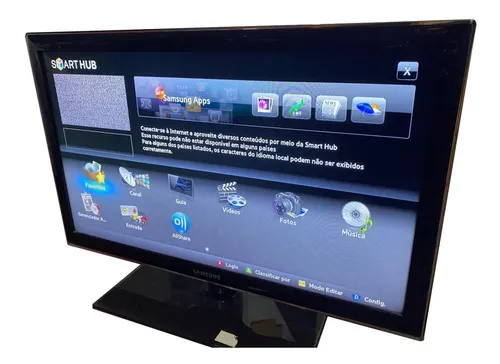 SMART HUB
X
Samsung Apps
Conecte-se à Internet e aproveite diversos conteúdos por meio da Smart Hub
Esse recurso pode não estar disponível em alguns países
Para alguns dos países listados, os caracteres do idioma local podem não ser exibidos
corretamente.
Favoritos
Canal
Guia
Vídeos
Fotos
Música
Gerenciador A...
Entrada
AllShare
A Login
Classificar por
Modo Editar
D Config.
SAMSUNG